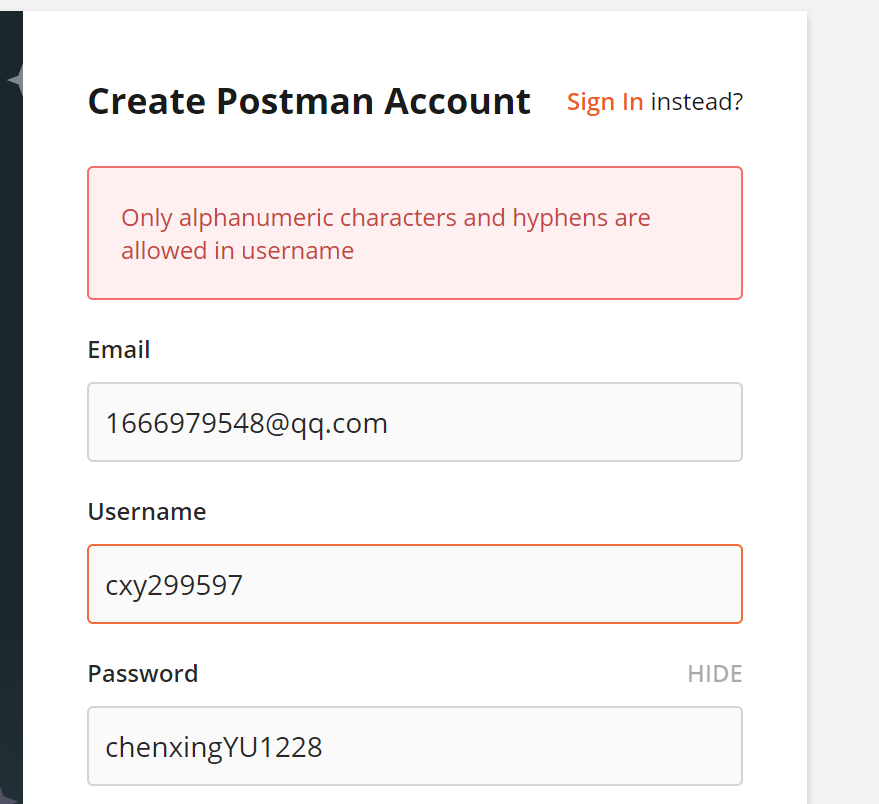 Create Postman Account Sign In instead?
Only alphanumeric characters and hyphens are
allowed in username
Email
1666979548@qq.com
Username
cxy299597
Password HIDE
chenxingYU1228